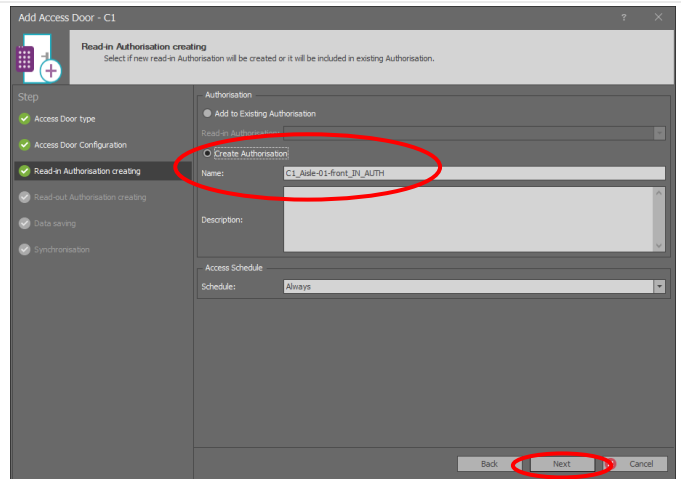 Add Access Door - C1
Read-in Authorisation creating
Select if new read-in Authorisation will be created or it will be included in existing Authorisation.
Step
Access Door type
Access Door Configuration
Read-in Authorisation creating
Read-out Authorisation creating
Data saving
Synchronisation
Authorisation
Add to Existing Authorisation
Read-in Authorisation:
Create Authorisation
Name: C1_Aisle-01-front_IN_AUTH
Description:
Access Schedule
Schedule: Always
Back Next Cancel